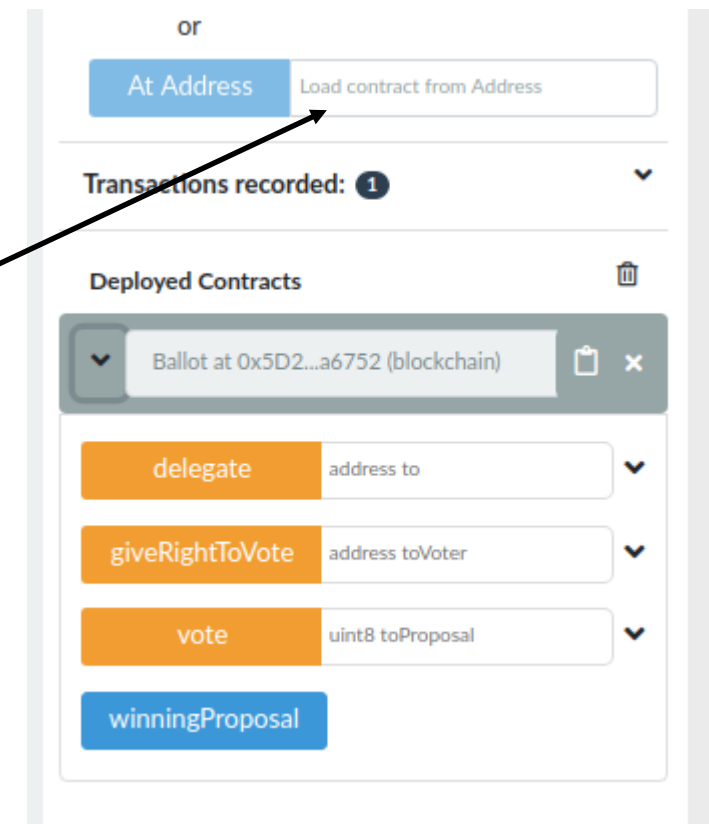 or
At Address Load contract from Address
Transactions recorded: 1
Deployed Contracts
Ballot at 0x5D2...a6752 (blockchain)
delegate address to
giveRightToVote address toVoter
vote uint8 toProposal
winningProposal